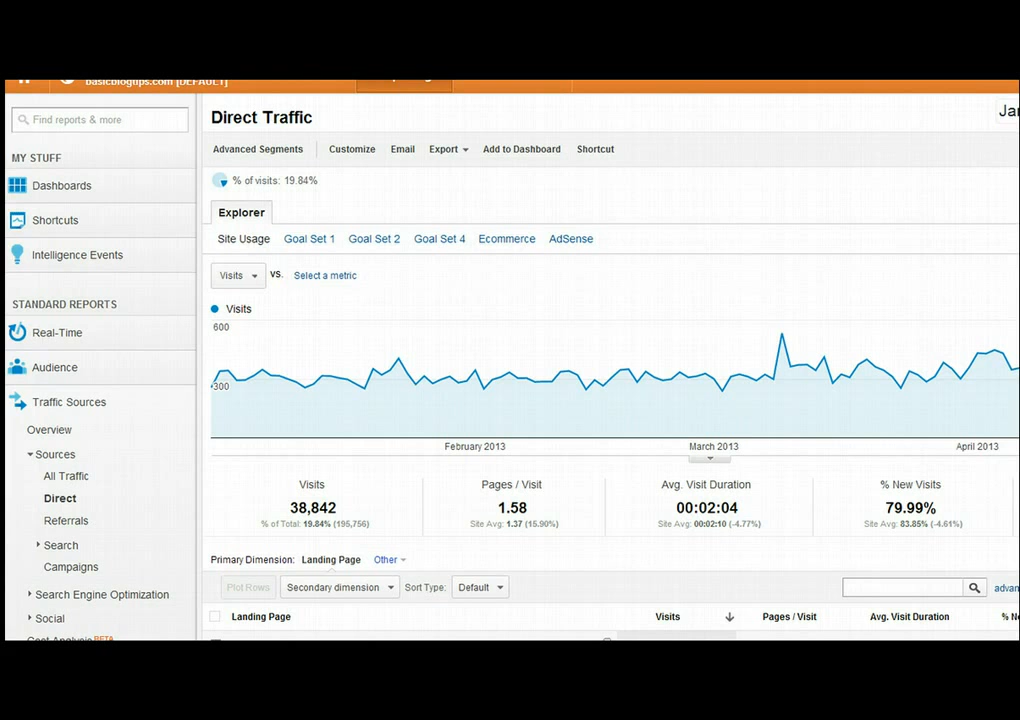 basicblogtips.com [DEFAULT]
Find reports & more
MY STUFF
Dashboards
Shortcuts
Intelligence Events
STANDARD REPORTS
Real-Time
Audience
Traffic Sources
Overview
Sources
All Traffic
Direct
Referrals
Search
Campaigns
Search Engine Optimization
Social
Cost Analysis BETA
Direct Traffic
Jan
Advanced Segments Customize Email Export Add to Dashboard Shortcut
% of visits: 19.84%
Explorer
Site Usage Goal Set 1 Goal Set 2 Goal Set 4 Ecommerce AdSense
Visits vs. Select a metric
Visits
600
300
February 2013 March 2013 April 2013
Visits Pages / Visit Avg. Visit Duration % New Visits
38,842 1.58 00:02:04 79.99%
% of Total: 19.84% (195,756) Site Avg: 1.37 (15.90%) Site Avg: 00:02:10 (-4.77%) Site Avg: 83.85% (-4.61%)
Primary Dimension: Landing Page Other
Plot Rows Secondary dimension Sort Type: Default advan
Landing Page Visits Pages / Visit Avg. Visit Duration % Ne